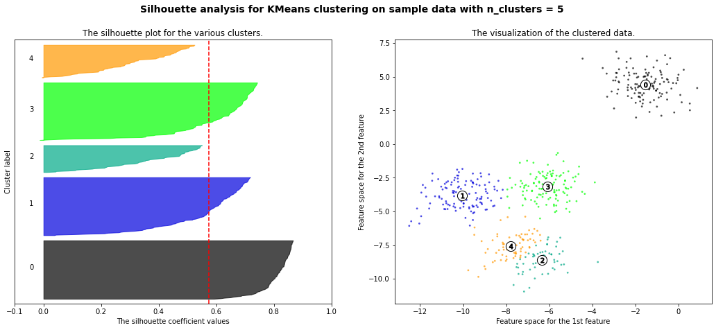 Silhouette analysis for KMeans clustering on sample data with n_clusters = 5
The silhouette plot for the various clusters.
Cluster label
4
3
2
1
0
−0.1 0.0 0.2 0.4 0.6 0.8 1.0
The silhouette coefficient values
The visualization of the clustered data.
Feature space for the 2nd feature
7.5
5.0
2.5
0.0
−2.5
−5.0
−7.5
−10.0
0
3
1
4
2
−12 −10 −8 −6 −4 −2 0
Feature space for the 1st feature